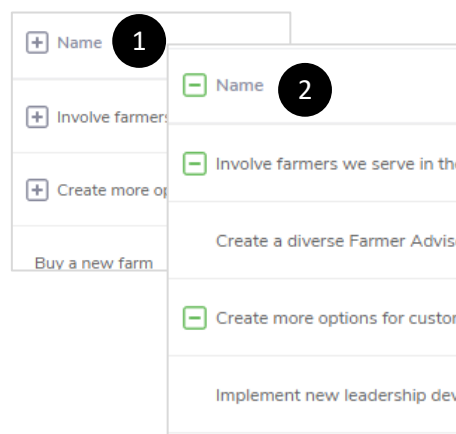 Name 1
Involve farmers
Create more op
Buy a new farm
Name 2
Involve farmers we serve in the
Create a diverse Farmer Advis
Create more options for custo
Implement new leadership dev